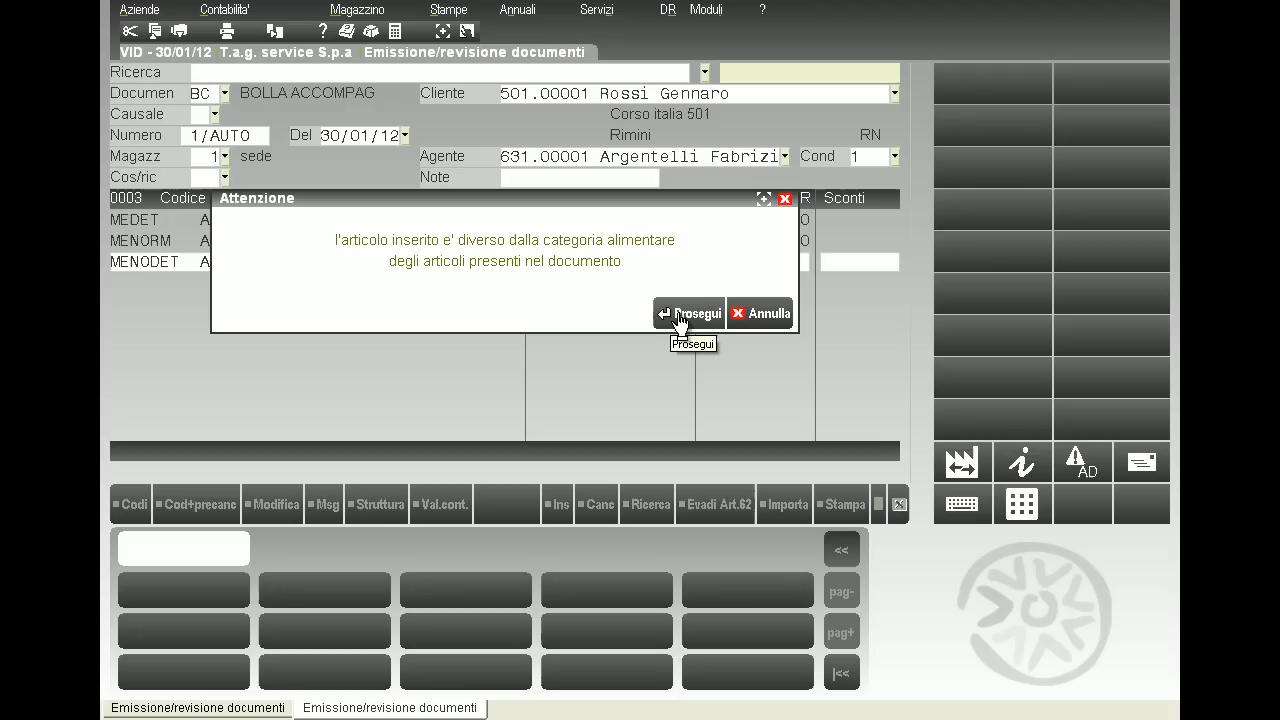 Aziende Contabilita' Magazzino Stampe Annuali Servizi DR Moduli ?
?
VID - 30/01/12 T.a.g. service S.p.a Emissione/revisione documenti
Ricerca
Documen BC BOLLA ACCOMPAG Cliente 501.00001 Rossi Gennaro
Causale Corso italia 501
Numero 1/AUTO Del 30/01/12 Rimini RN
Magazz 1 sede Agente 631.00001 Argentelli Fabrizi Cond 1
Cos/ric Note
0003 Codice Attenzione R Sconti
MEDET A O
MENORM A l'articolo inserito e' diverso dalla categoria alimentare O
MENODET A degli articoli presenti nel documento
Prosegui Annulla
Prosegui
AD
Codi Cod+precanc Modifica Msg Struttura Val.cont. Ins Canc Ricerca Evadi Art.62 Importa Stampa
<<
pag-
pag+
|<<
Emissione/revisione documenti Emissione/revisione documenti